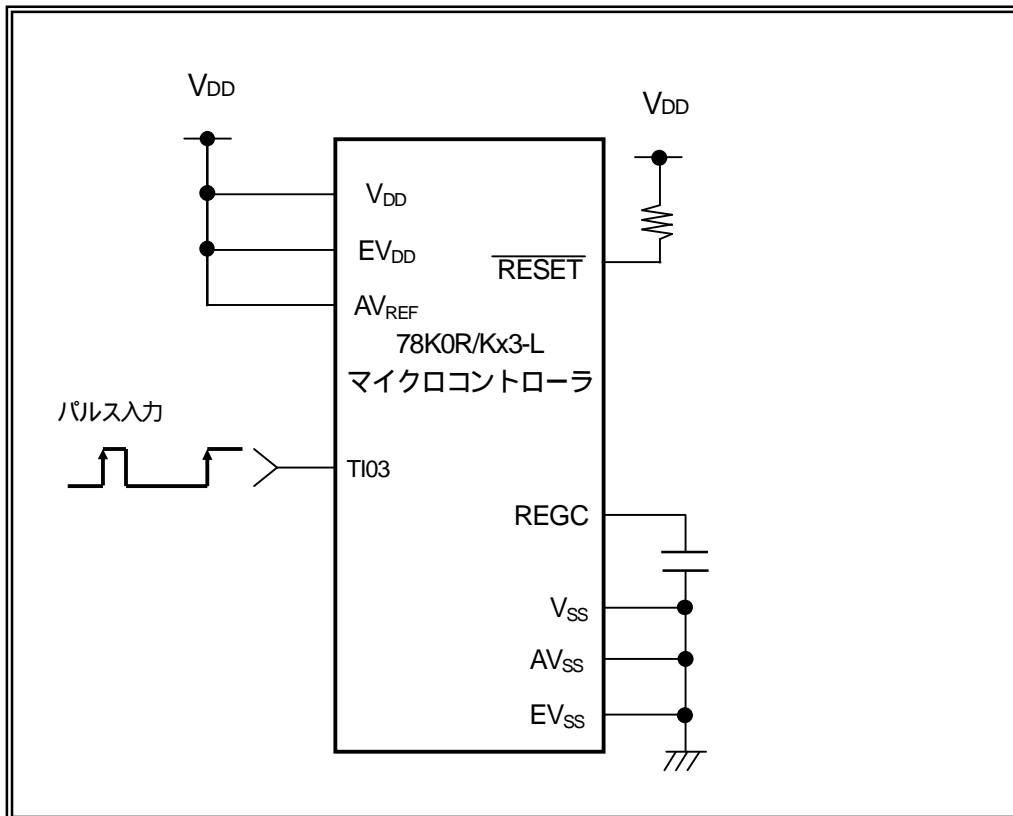 VDD
VDD
VDD
EVDD
RESET
AVREF
78K0R/Kx3-L
マイクロコントローラ
パルス入力
TI03
REGC
VSS
AVSS
EVSS